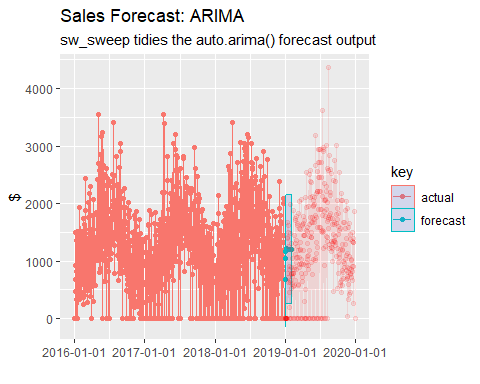 Sales Forecast: ARIMA
sw_sweep tidies the auto.arima() forecast output
4000
3000
2000
1000
0
$
2016-01-01 2017-01-01 2018-01-01 2019-01-01 2020-01-01
key
actual
forecast